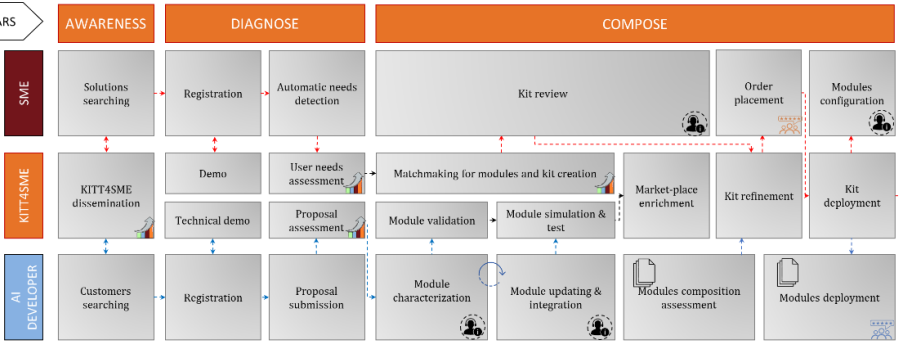 ARS
AWARENESS
DIAGNOSE
COMPOSE
SME
Solutions
searching
Registration
Automatic needs
detection
Kit review
Order
placement
Modules
configuration
KITT4SME
KITT4SME
dissemination
Demo
User needs
assessment
Matchmaking for modules and kit creation
Market-place
enrichment
Kit refinement
Kit
deployment
Technical demo
Proposal
assessment
Module validation
Module simulation &
test
AI
DEVELOPER
Customers
searching
Registration
Proposal
submission
Module
characterization
Module updating &
integration
Modules composition
assessment
Modules deployment